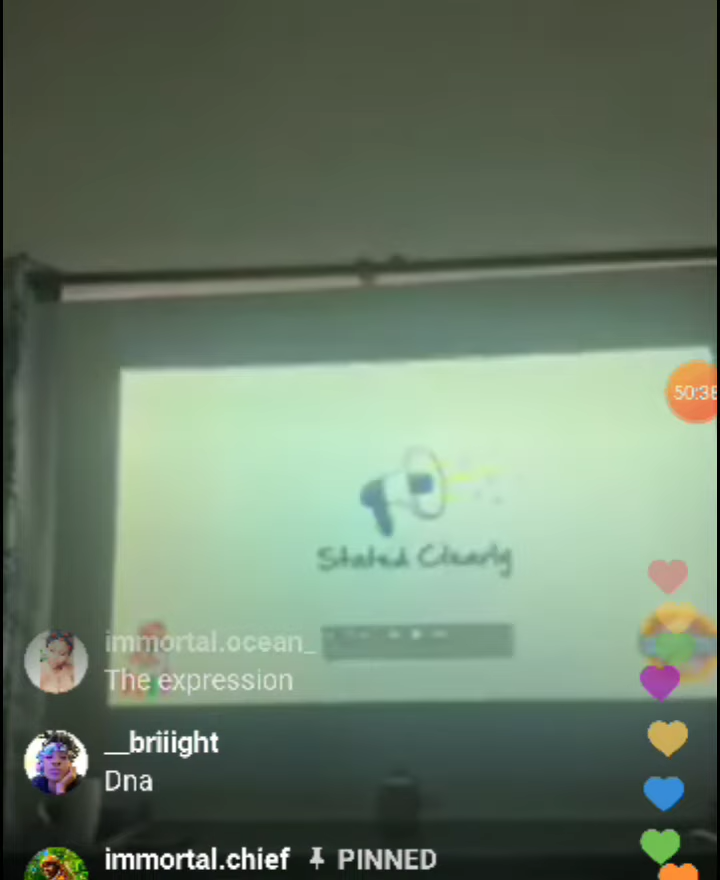 50:38
Stated Clearly
immortal.ocean_
The expression
__briiight
Dna
immortal.chief PINNED